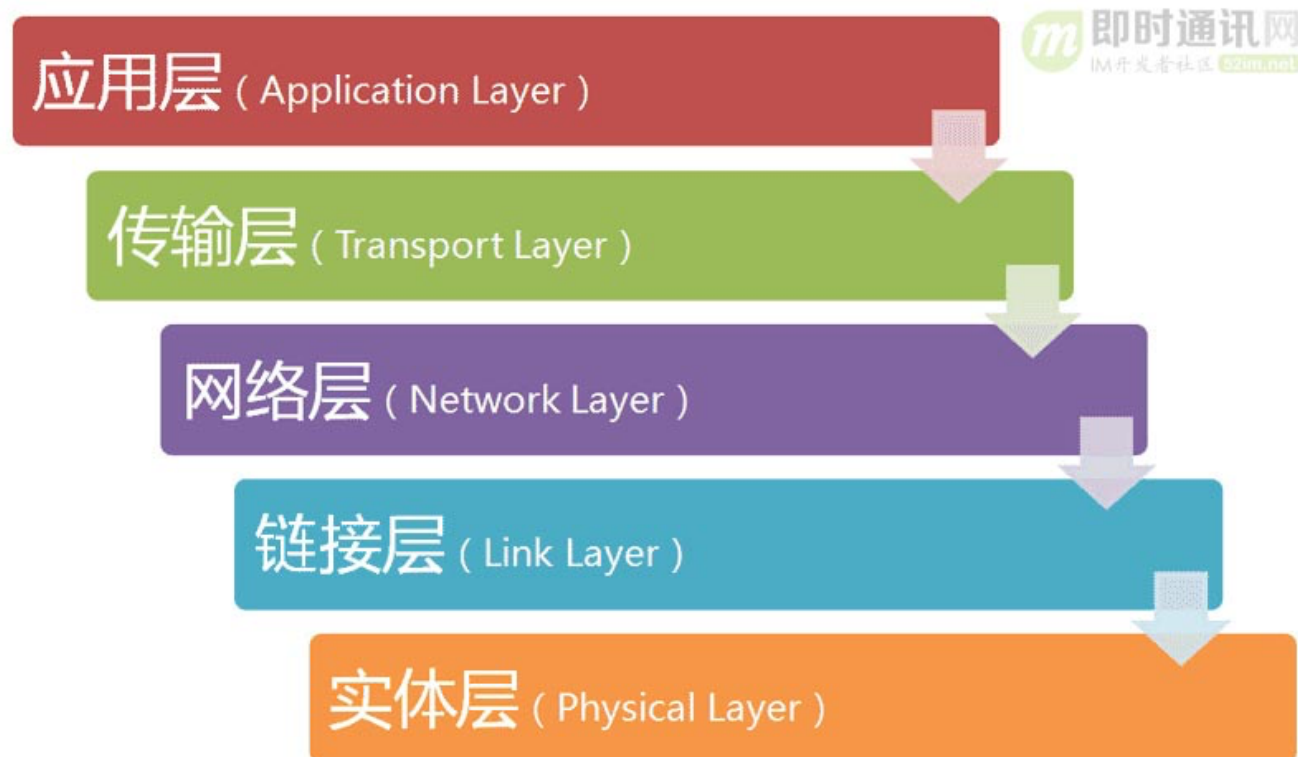 即时通讯网
IM开发者社区 52im.net
应用层（Application Layer）
传输层（Transport Layer）
网络层（Network Layer）
链接层（Link Layer）
实体层（Physical Layer）